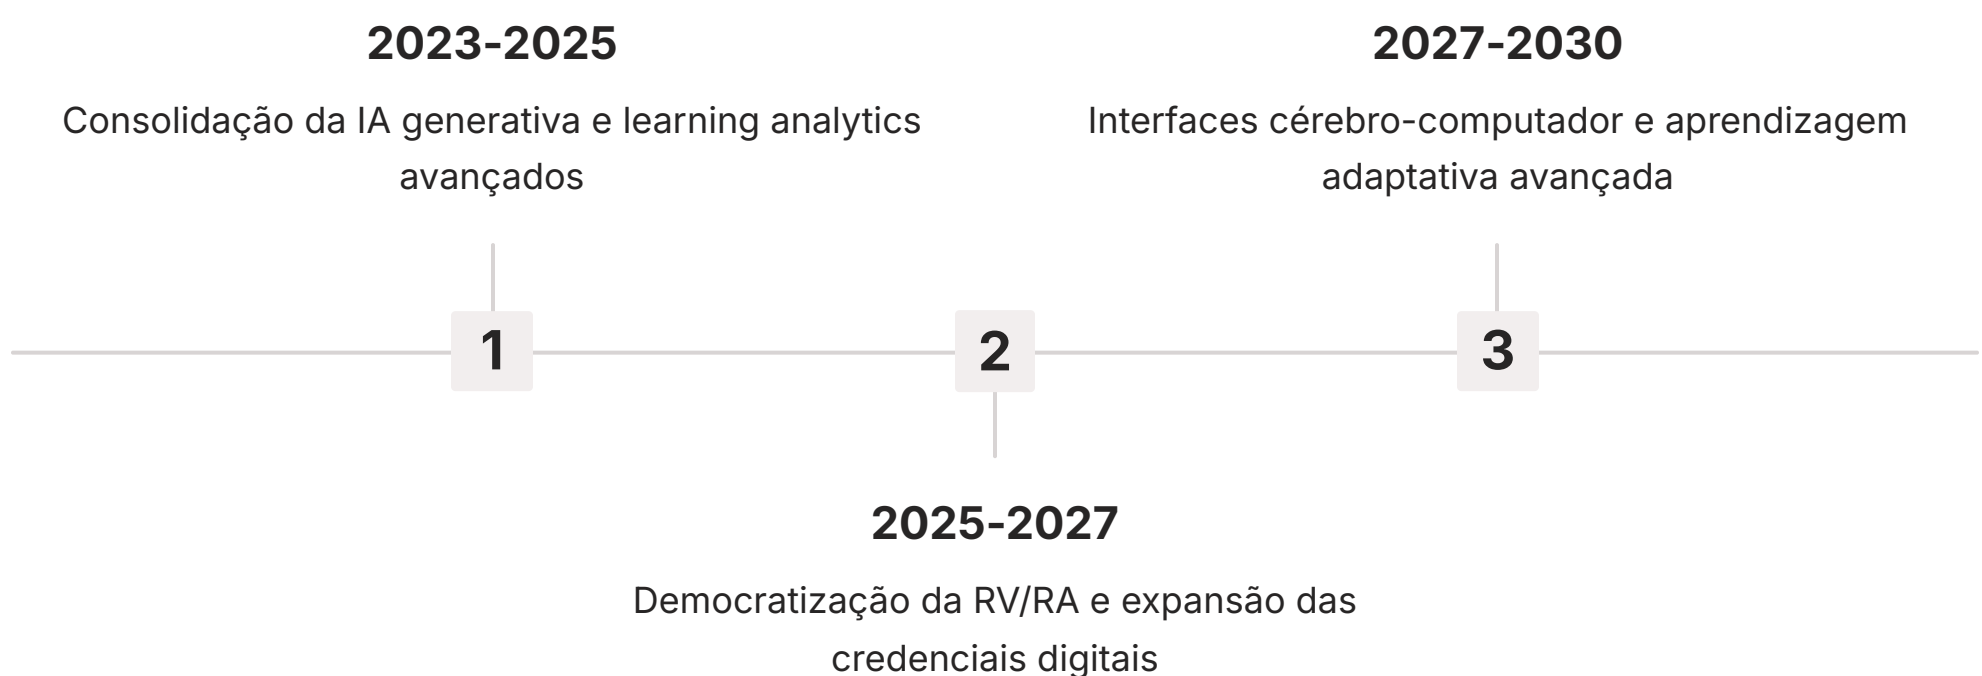 2023-2025
Consolidação da IA generativa e learning analytics
avançados
2027-2030
Interfaces cérebro-computador e aprendizagem
adaptativa avançada
1
2
3
2025-2027
Democratização da RV/RA e expansão das
credenciais digitais